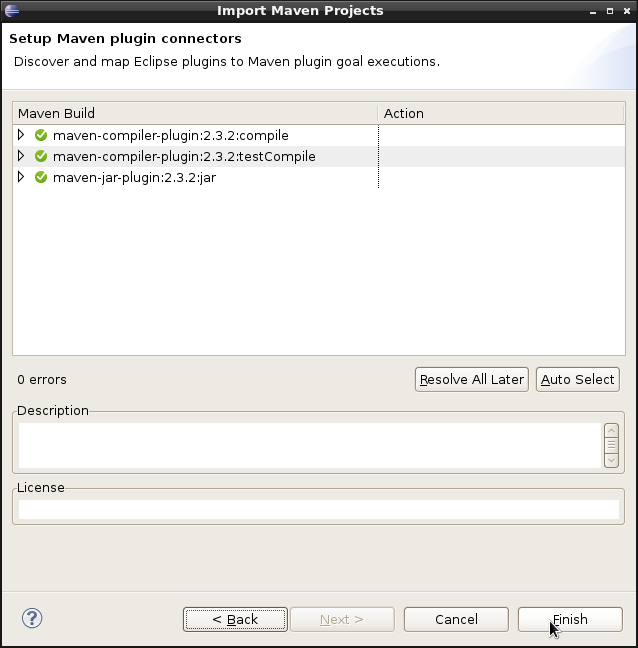 Import Maven Projects
Setup Maven plugin connectors
Discover and map Eclipse plugins to Maven plugin goal executions.
Maven Build Action
maven-compiler-plugin:2.3.2:compile
maven-compiler-plugin:2.3.2:testCompile
maven-jar-plugin:2.3.2:jar
0 errors Resolve All Later Auto Select
Description
License
? < Back Next > Cancel Finish